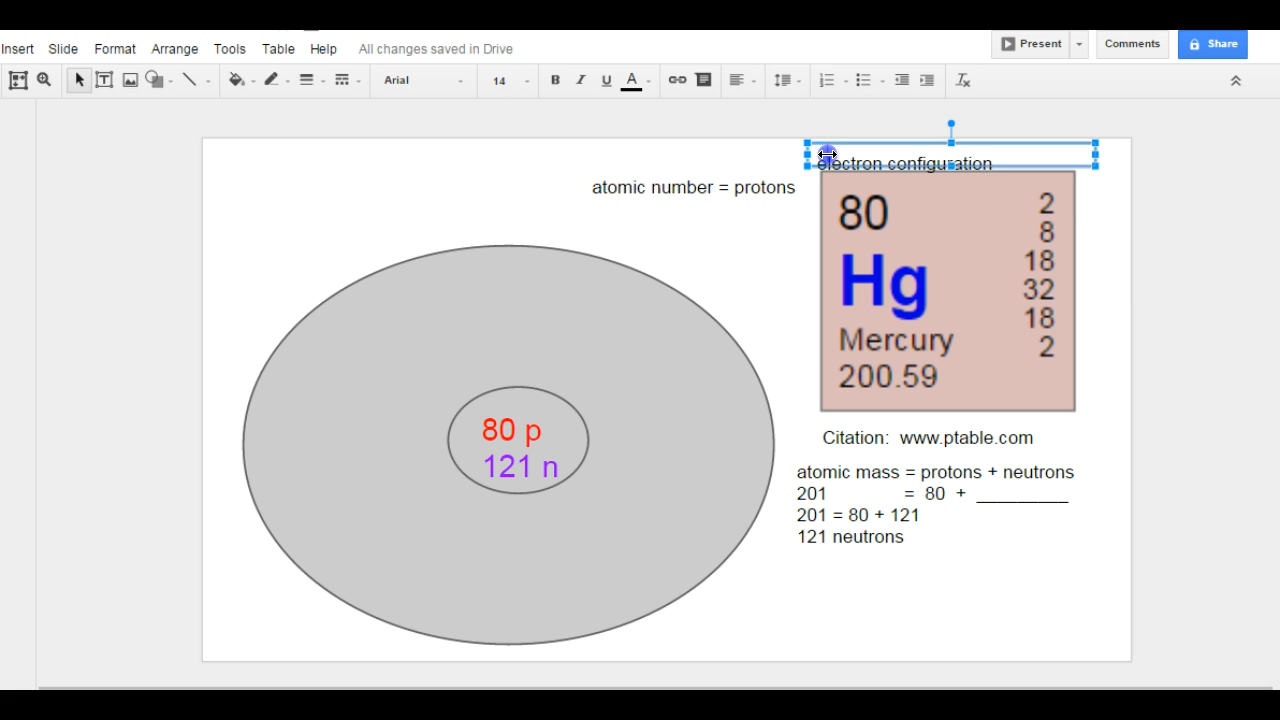 Insert Slide Format Arrange Tools Table Help All changes saved in Drive
Present Comments Share
Arial 14 B I U A
electron configuration
atomic number = protons
80
Hg
Mercury
200.59
2
8
18
32
18
2
80 p
121 n
Citation: www.ptable.com
atomic mass = protons + neutrons
201 = 80 + _________
201 = 80 + 121
121 neutrons